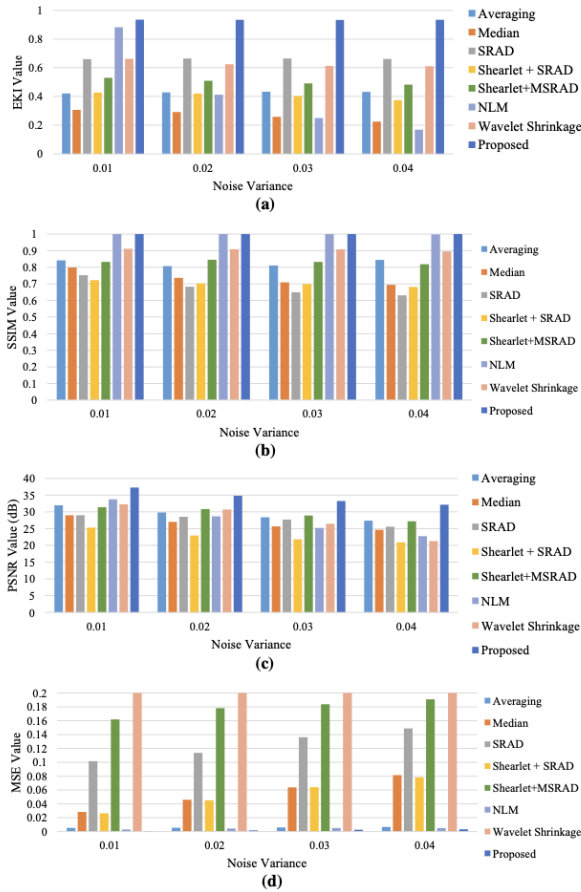 1
0.8
0.6
0.4
0.2
0
EKI Value
0.01 0.02 0.03 0.04
Noise Variance
(a)
Averaging
Median
SRAD
Shearlet + SRAD
Shearlet+MSRAD
NLM
Wavelet Shrinkage
Proposed
1
0.9
0.8
0.7
0.6
0.5
0.4
0.3
0.2
0.1
0
SSIM Value
0.01 0.02 0.03 0.04
Noise Variance
(b)
Averaging
Median
SRAD
Shearlet + SRAD
Shearlet+MSRAD
NLM
Wavelet Shrinkage
Proposed
40
35
30
25
20
15
10
5
0
PSNR Value (dB)
0.01 0.02 0.03 0.04
Noise Variance
(c)
Averaging
Median
SRAD
Shearlet + SRAD
Shearlet+MSRAD
NLM
Wavelet Shrinkage
Proposed
0.2
0.18
0.16
0.14
0.12
0.1
0.08
0.06
0.04
0.02
0
MSE Value
0.01 0.02 0.03 0.04
Noise Variance
(d)
Averaging
Median
SRAD
Shearlet + SRAD
Shearlet+MSRAD
NLM
Wavelet Shrinkage
Proposed